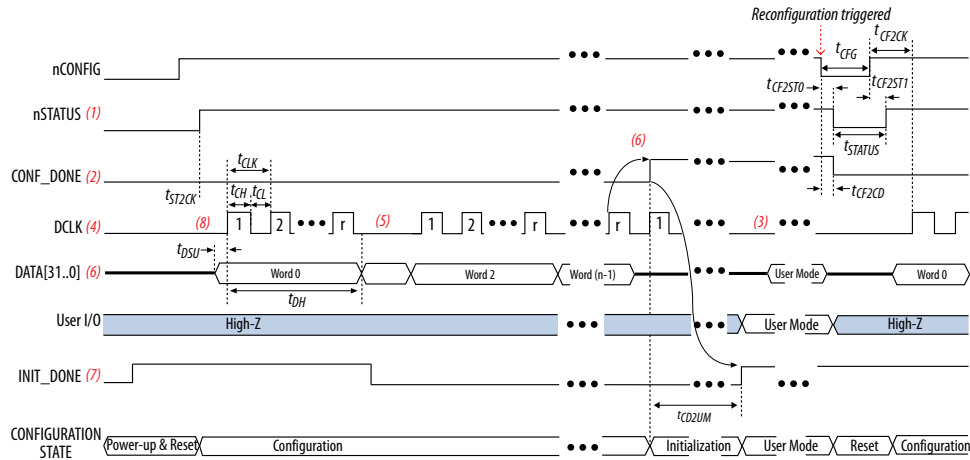 Reconfiguration triggered
tCF2CK
tCFG
nCONFIG
tCF2ST0
tCF2ST1
nSTATUS (1)
tSTATUS
(6)
tCLK
CONF_DONE (2)
tST2CK
tCH
tCL
tCF2CD
DCLK (4)
(8)
1
2
r
(5)
1
2
r
r
1
(3)
tDSU
DATA[31..0] (6)
Word 0
Word 2
Word (n-1)
User Mode
Word 0
tDH
User I/O
High-Z
User Mode
High-Z
INIT_DONE (7)
tCD2UM
CONFIGURATION
STATE
Power-up & Reset
Configuration
Initialization
User Mode
Reset
Configuration